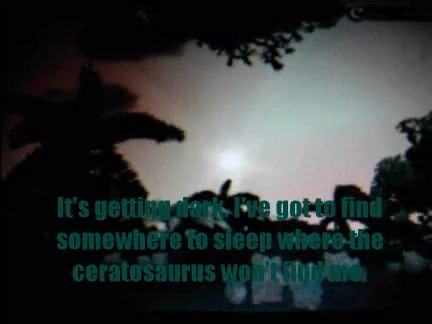 It's getting dark. I've got to find
somewhere to sleep where the
ceratosaurus won't find me.